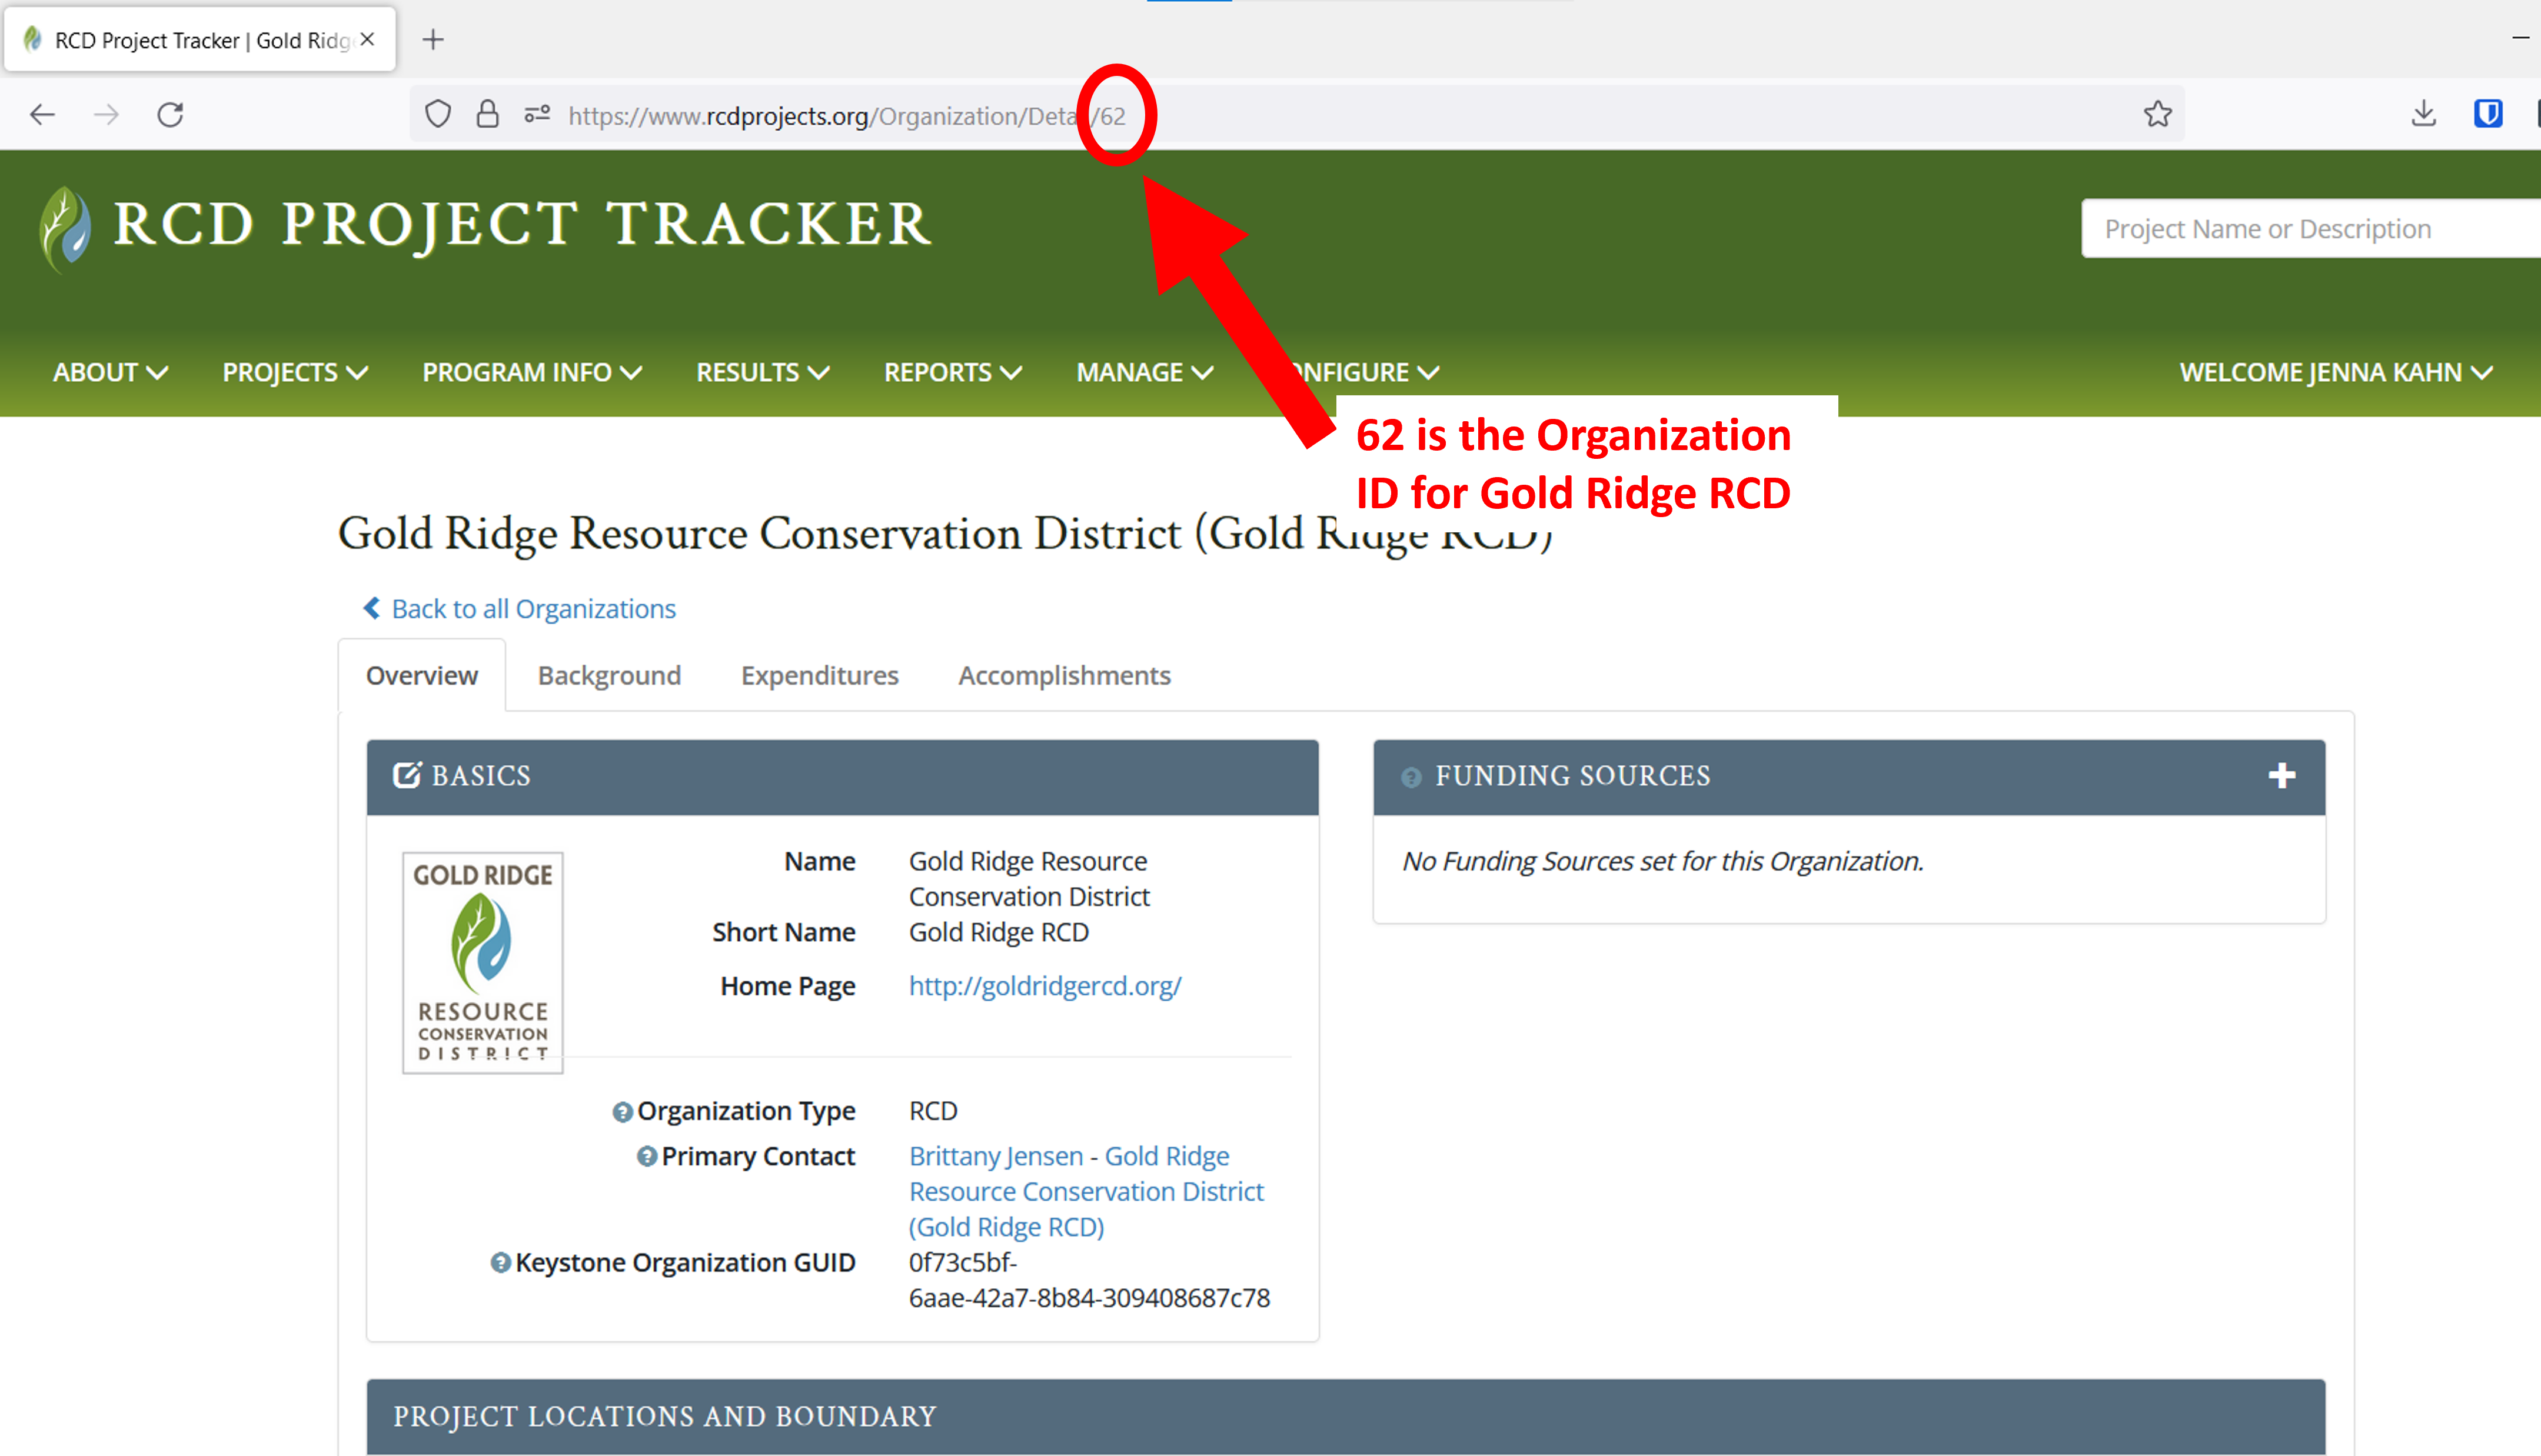 RCD Project Tracker | Gold Ridg
https://www.rcdprojects.org/Organization/Deta /62
RCD PROJECT TRACKER
Project Name or Description
ABOUT PROJECTS PROGRAM INFO RESULTS REPORTS MANAGE ONFIGURE WELCOME JENNA KAHN
62 is the Organization
ID for Gold Ridge RCD
Gold Ridge Resource Conservation District (Gold Ridge RCD)
Back to all Organizations
Overview Background Expenditures Accomplishments
BASICS
GOLD RIDGE
RESOURCE
CONSERVATION
DISTRICT
Name Gold Ridge Resource
Conservation District
Short Name Gold Ridge RCD
Home Page http://goldridgercd.org/
Organization Type RCD
Primary Contact Brittany Jensen - Gold Ridge
Resource Conservation District
(Gold Ridge RCD)
Keystone Organization GUID 0f73c5bf-
6aae-42a7-8b84-309408687c78
FUNDING SOURCES
No Funding Sources set for this Organization.
PROJECT LOCATIONS AND BOUNDARY